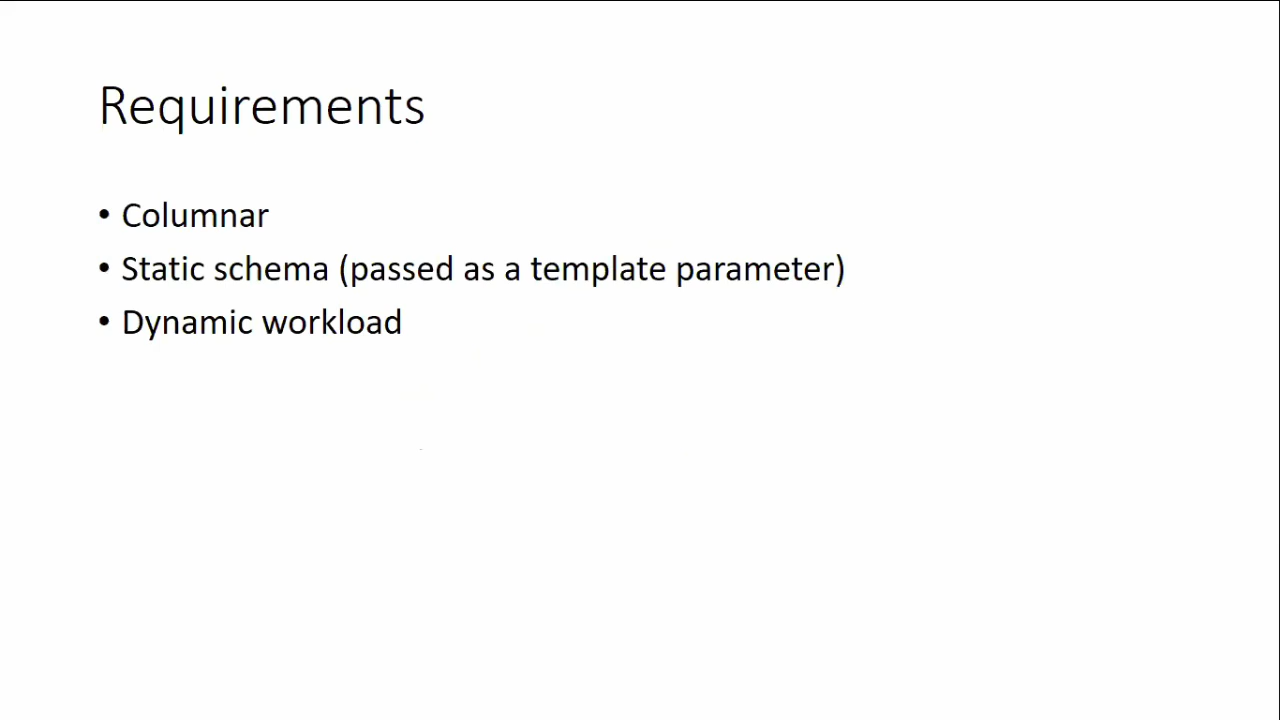 Requirements
• Columnar
• Static schema (passed as a template parameter)
• Dynamic workload